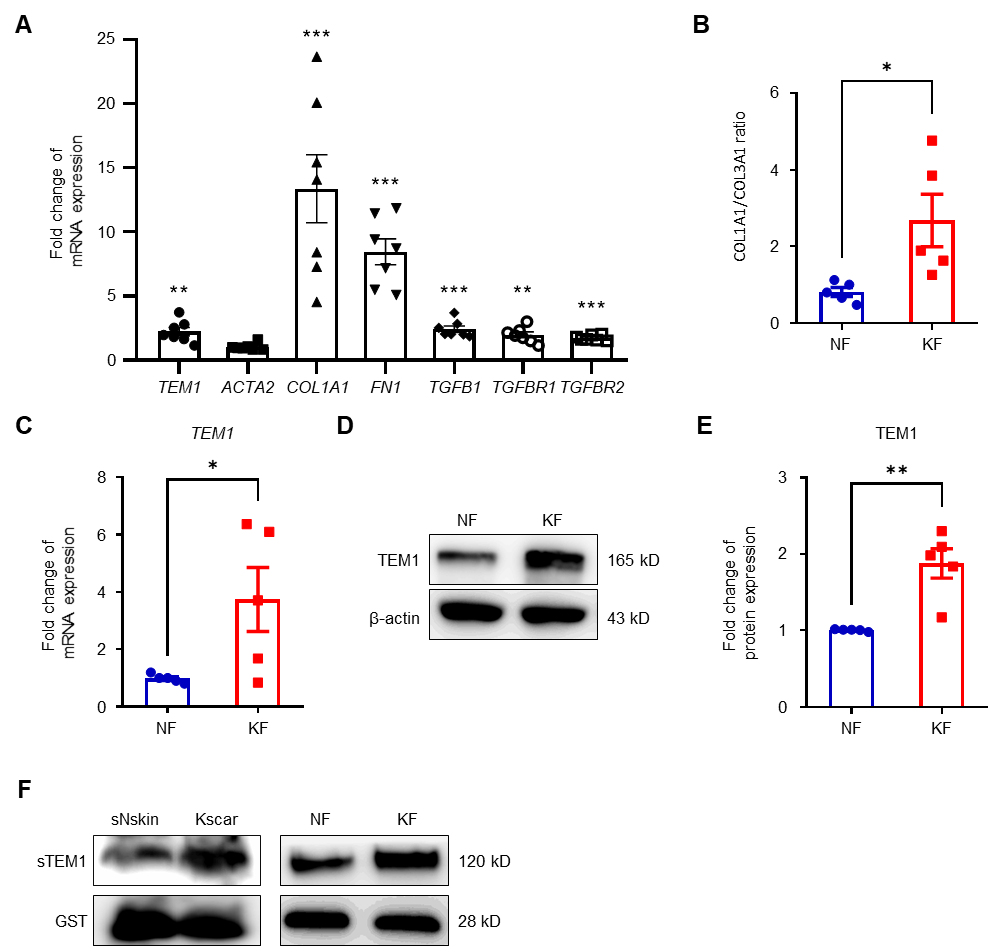 A
Fold change of
mRNA expression
25
20
15
10
5
0
** *** *** *** ** ***
TEM1 ACTA2 COL1A1 FN1 TGFB1 TGFBR1 TGFBR2
B
COL1A1/COL3A1 ratio
6
4
2
0
*
NF KF
C
TEM1
Fold change of
mRNA expression
8
6
4
2
0
*
NF KF
D
NF KF
TEM1 165 kD
β-actin 43 kD
E
TEM1
Fold change of
protein expression
3
2
1
0
**
NF KF
F
sNskin Kscar NF KF
sTEM1 120 kD
GST 28 kD